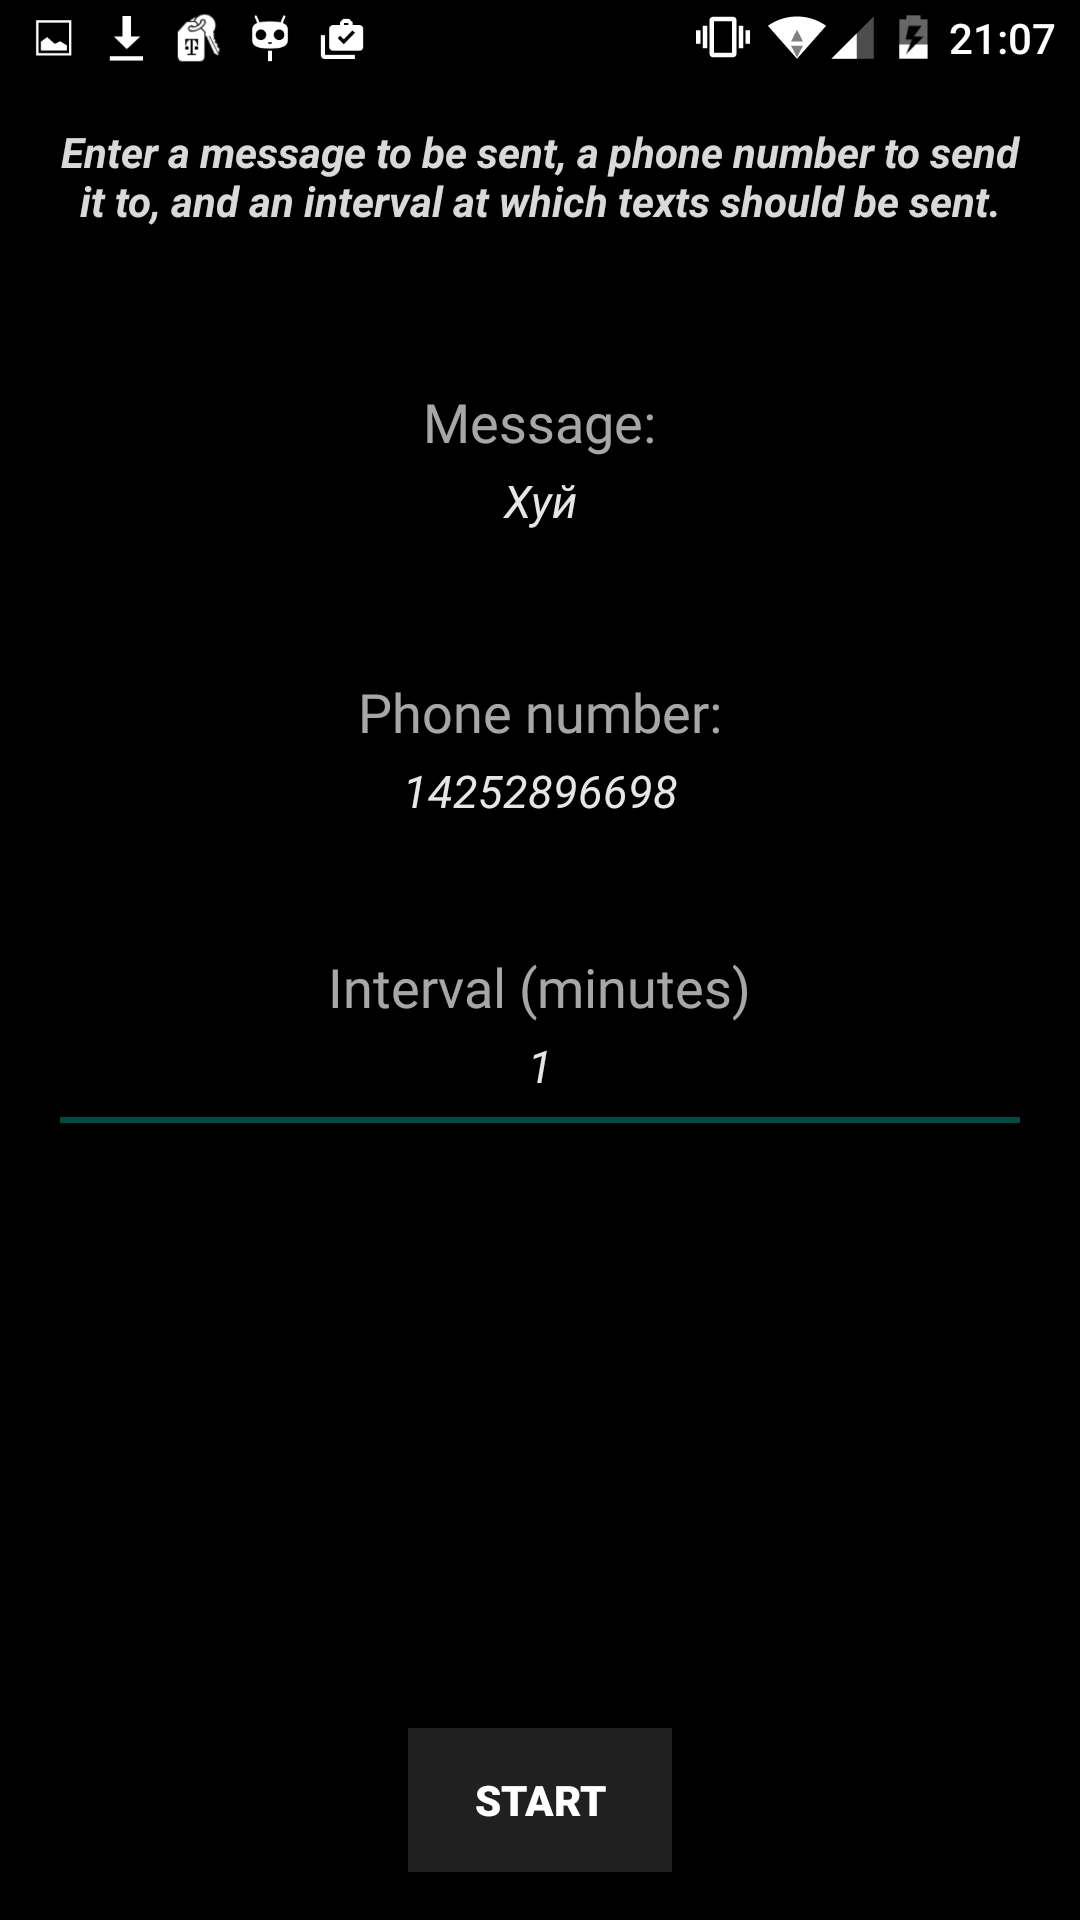 21:07
Enter a message to be sent, a phone number to send
it to, and an interval at which texts should be sent.
Message:
Хуй
Phone number:
14252896698
Interval (minutes)
1
START